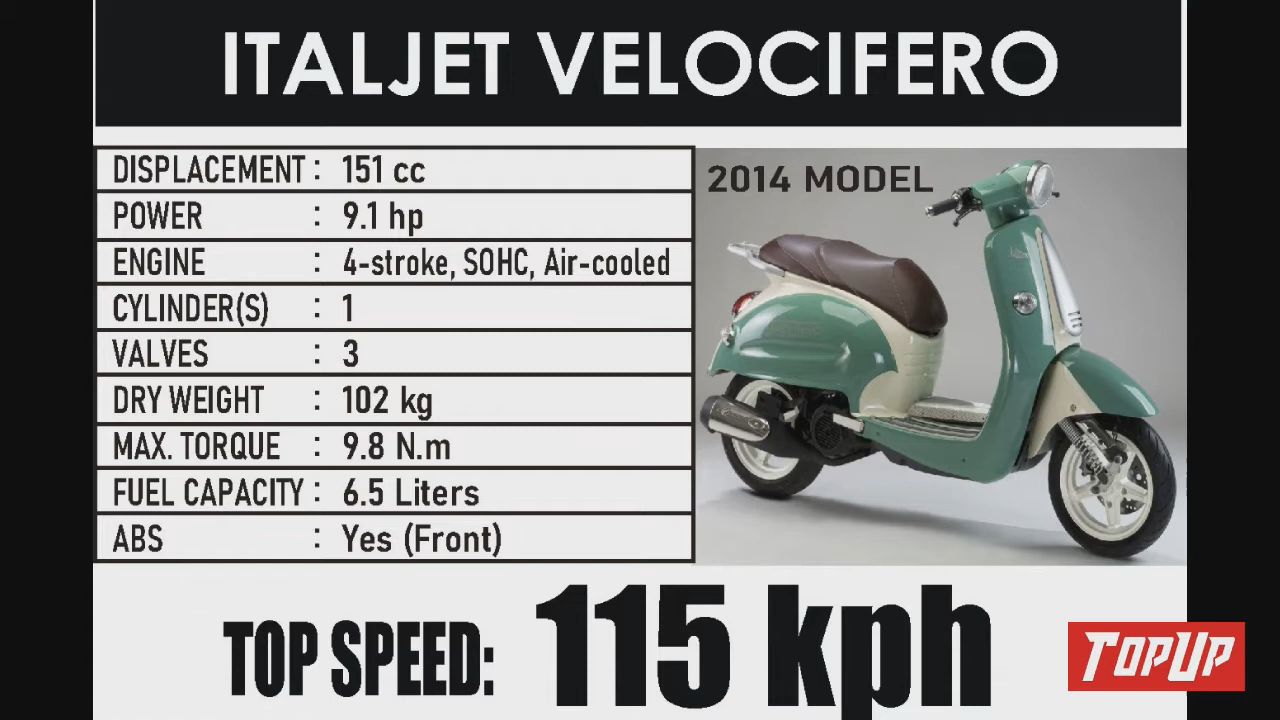 ITALJET VELOCIFERO
DISPLACEMENT : 151 cc
POWER : 9.1 hp
ENGINE : 4-stroke, SOHC, Air-cooled
CYLINDER(S) : 1
VALVES : 3
DRY WEIGHT : 102 kg
MAX. TORQUE : 9.8 N.m
FUEL CAPACITY : 6.5 Liters
ABS : Yes (Front)
2014 MODEL
TOP SPEED: 115 kph
TOPUP